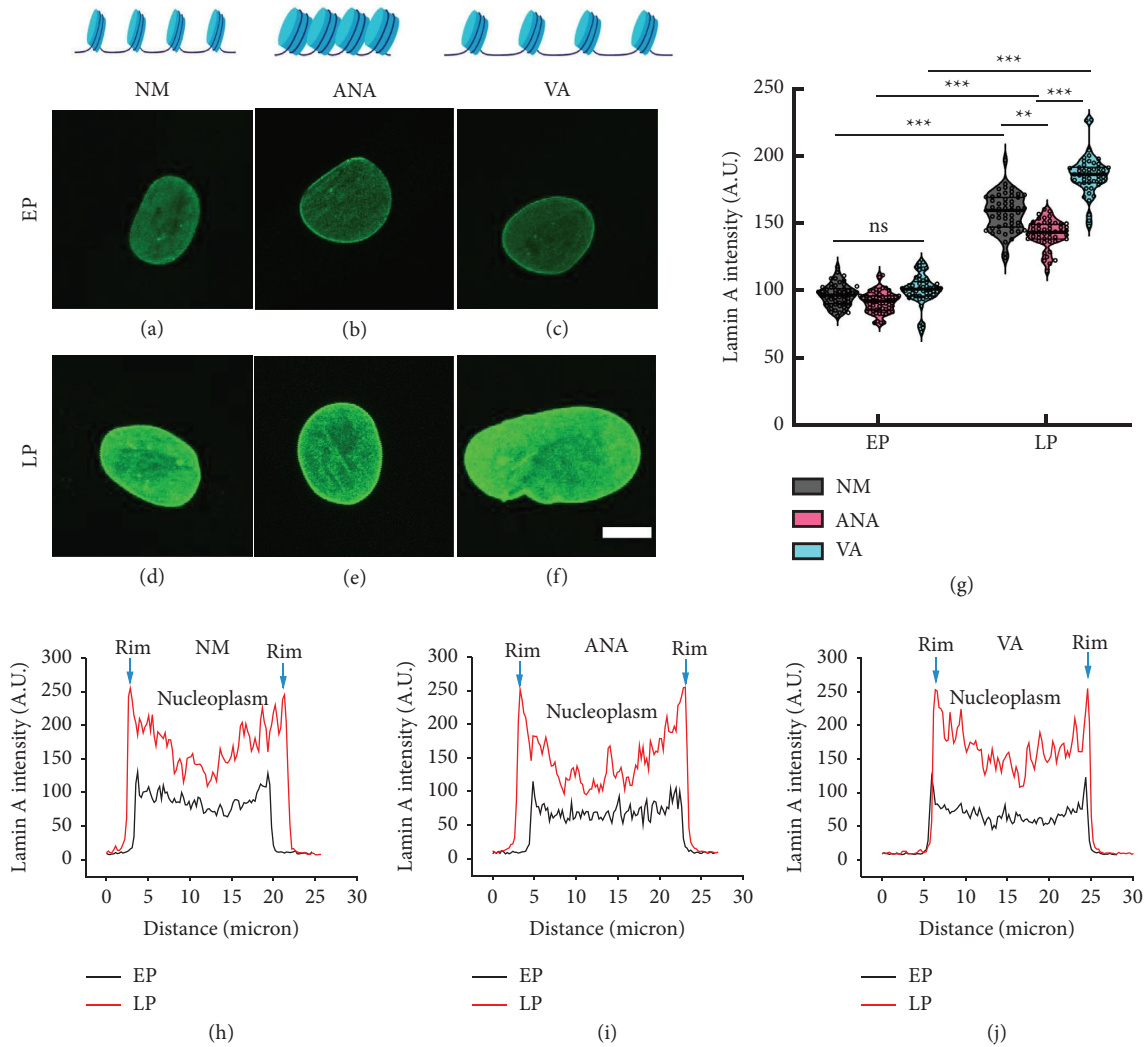 NM ANA VA
EP
(a) (b) (c)
LP
(d) (e) (f)
Lamin A intensity (A.U.)
250
200
150
100
50
0
***
***
*** ** ***
ns
EP LP
NM
ANA
VA
(g)
Rim NM Rim
Nucleoplasm
Lamin A intensity (A.U.)
300
250
200
150
100
50
0
0 5 10 15 20 25 30
Distance (micron)
EP
LP
(h)
Rim ANA Rim
Nucleoplasm
Lamin A intensity (A.U.)
300
250
200
150
100
50
0
0 5 10 15 20 25 30
Distance (micron)
EP
LP
(i)
Rim VA Rim
Nucleoplasm
Lamin A intensity (A.U.)
300
250
200
150
100
50
0
0 5 10 15 20 25 30
Distance (micron)
EP
LP
(j)